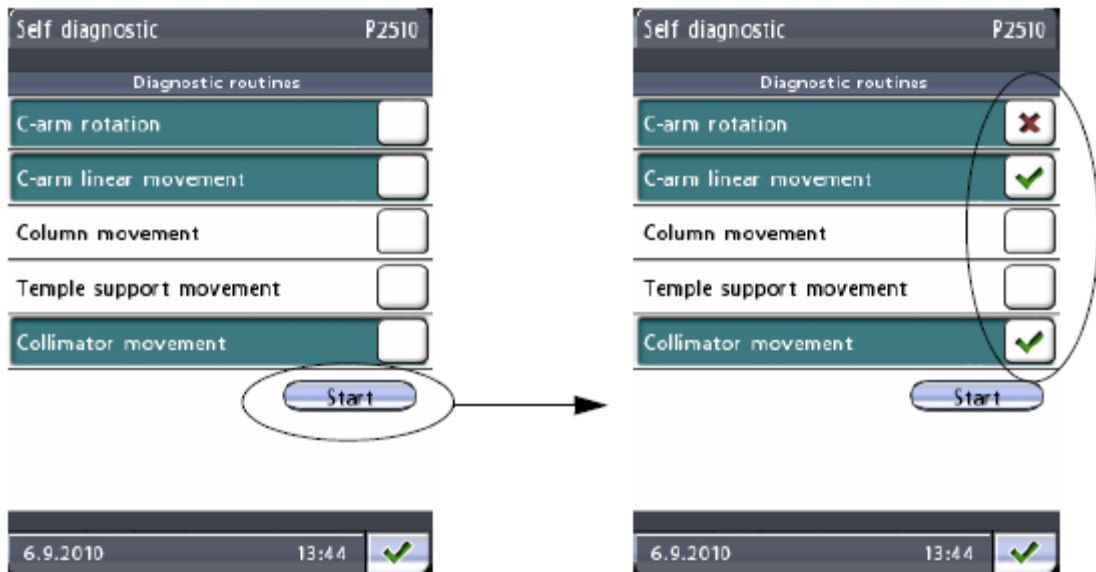 Self diagnostic P2510
Diagnostic routines
C-arm rotation
C-arm linear movement
Column movement
Temple support movement
Collimator movement
Start
6.9.2010 13:44
Self diagnostic P2510
Diagnostic routines
C-arm rotation
C-arm linear movement
Column movement
Temple support movement
Collimator movement
Start
6.9.2010 13:44